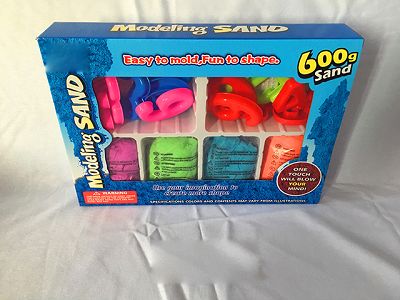 Modeling SAND
Easy to mold, Fun to shape.
600g
Sand
Modeling SAND
ONE
TOUCH
WILL BLOW
YOUR
MIND!
WARNING
Use your imagination to
create more shape
SPECIFICATIONS, COLORS AND CONTENTS MAY VARY FROM ILLUSTRATIONS